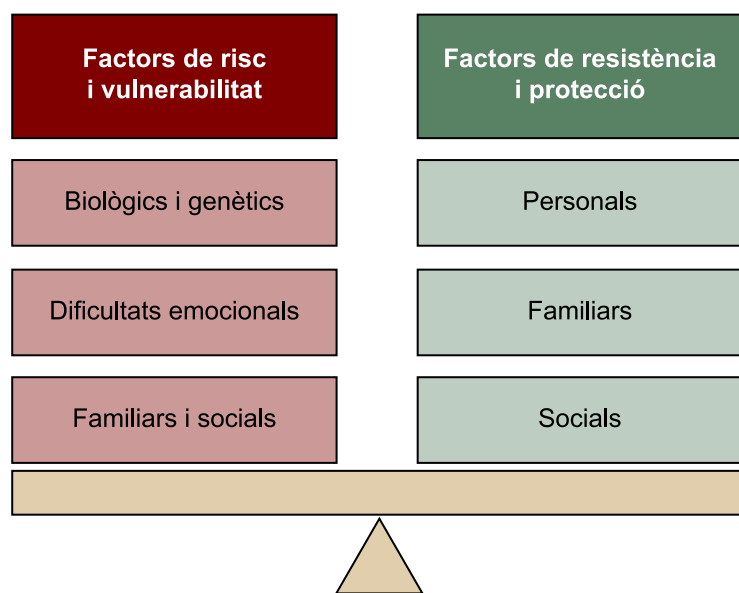 Factors de risc
i vulnerabilitat
Biològics i genètics
Dificultats emocionals
Familiars i socials
Factors de resistència
i protecció
Personals
Familiars
Socials